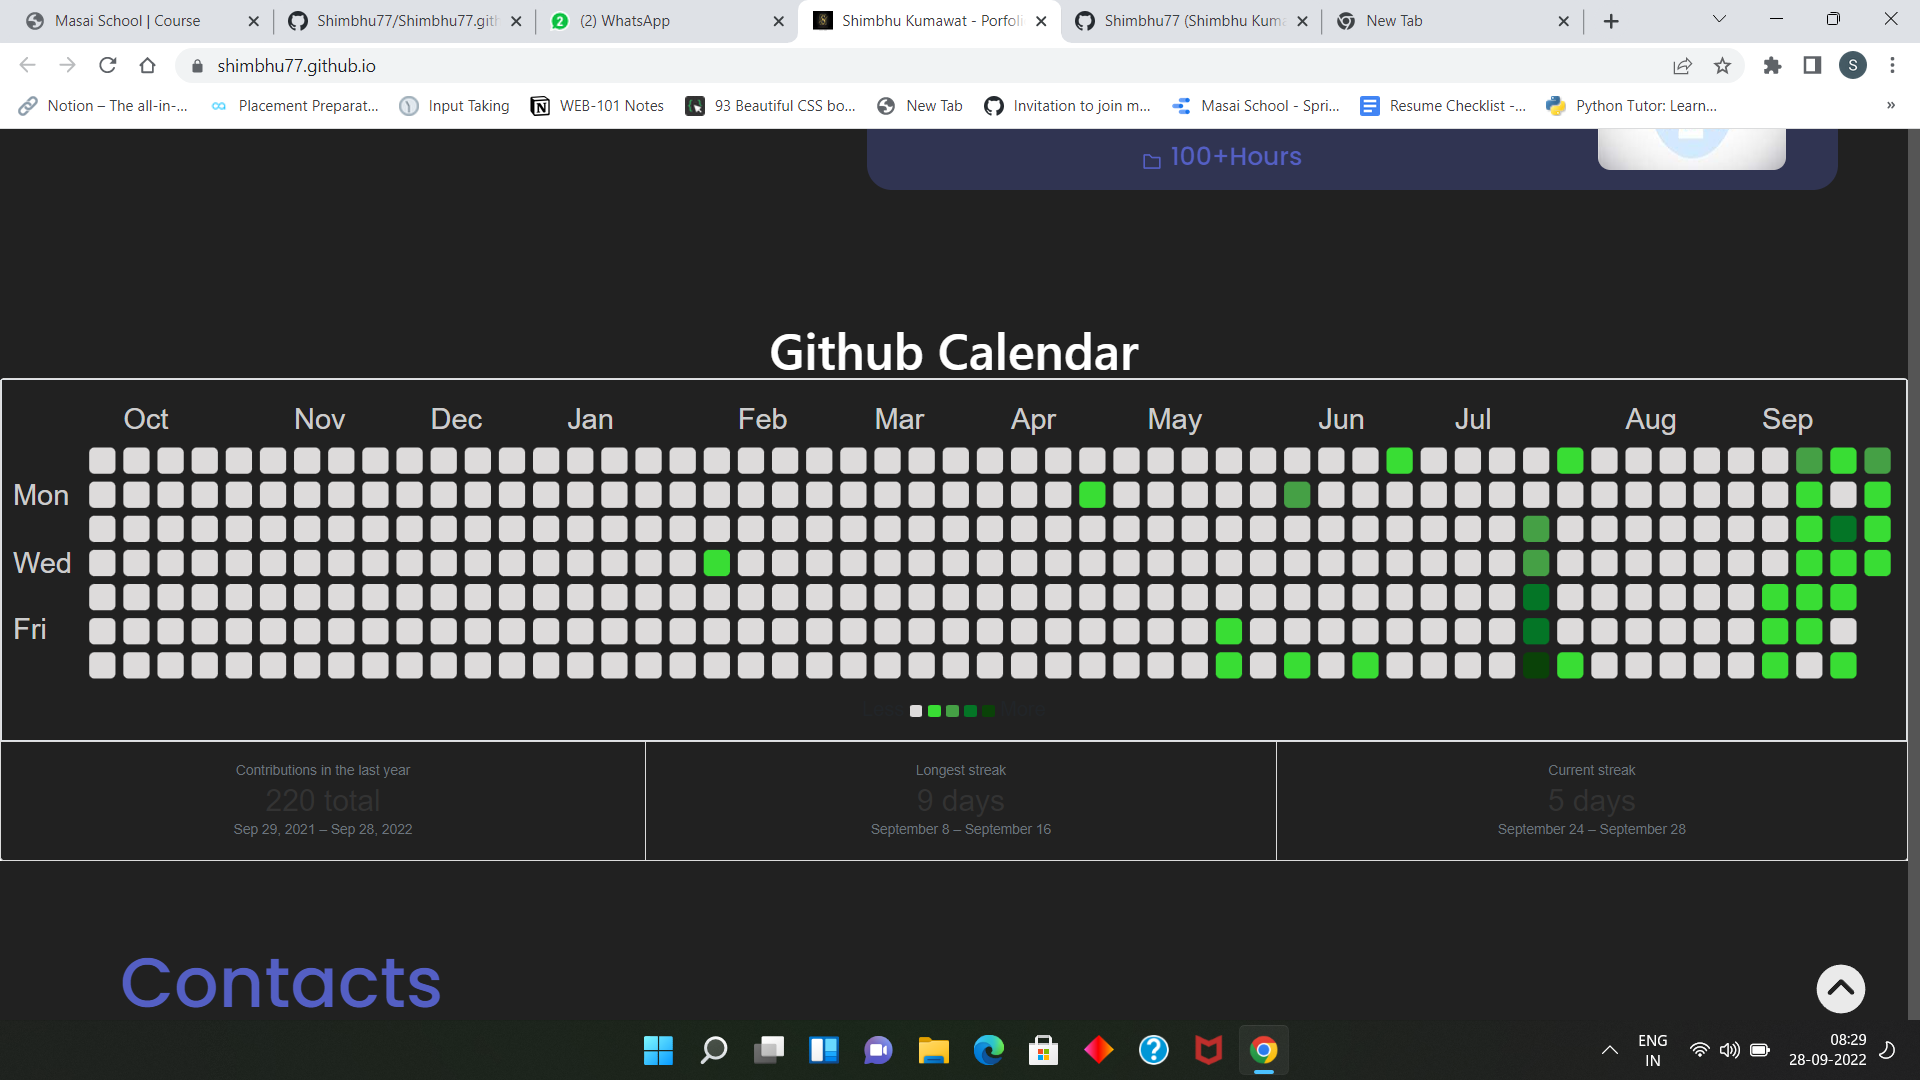 Masai School | Course
Shimbhu77/Shimbhu77.gith
(2) WhatsApp
Shimbhu Kumawat - Porfoli
Shimbhu77 (Shimbhu Kuma
New Tab
shimbhu.github.io
S
Notion – The all-in-...
Placement Preparat...
Input Taking
WEB-101 Notes
93 Beautiful CSS bo...
New Tab
Invitation to join m...
Masai School - Spri...
Resume Checklist -...
Python Tutor: Learn...
»
100+Hours
Github Calendar
Oct Nov Dec Jan Feb Mar Apr May Jun Jul Aug Sep
Mon
Wed
Fri
Contributions in the last year
220 total
Sep 29, 2021 – Sep 28, 2022
Longest streak
9 days
September 8 – September 16
Current streak
5 days
September 24 – September 28
Contacts
ENG
IN
08:29
28-09-2022